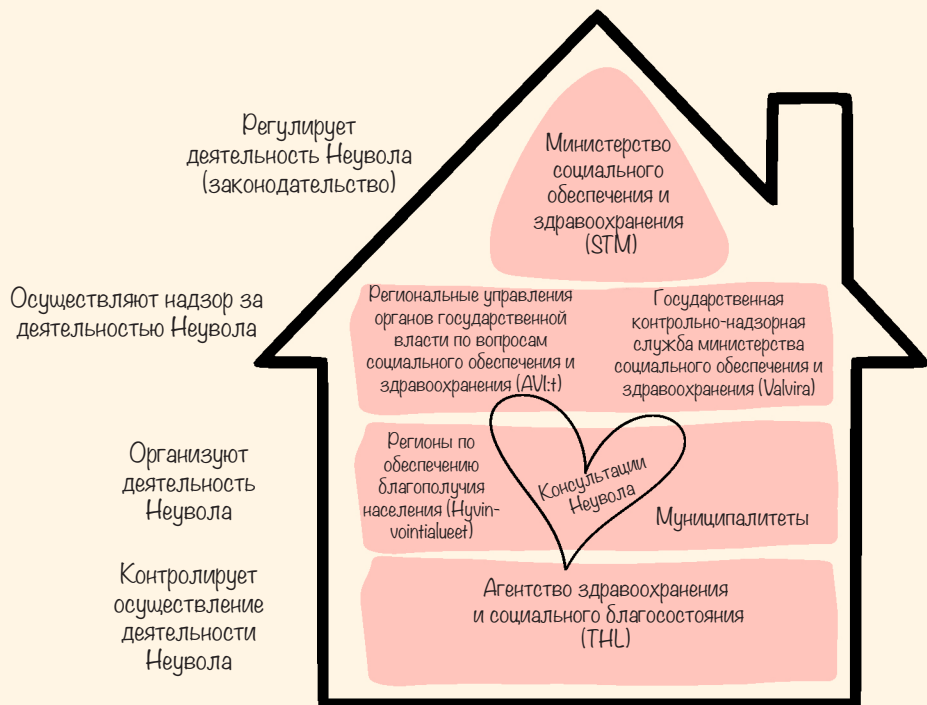 Регулирует
деятельность Неувола
(законодательство)
Министерство
социального
обеспечения и
здравоохранения
(STM)
Осуществляют надзор за
деятельностью Неувола
Региональные управления
органов государственной
власти по вопросам
социального обеспечения и
здравоохранения (AVI:t)
Государственная
контрольно-надзорная
служба министерства
социального обеспечения и
здравоохранения (Valvira)
Организуют
деятельность
Неувола
Регионы по
обеспечению
благополучия
населения (Hyvin-
vointialueet)
Консультации
Неувола
Муниципалитеты
Контролирует
осуществление
деятельности
Неувола
Агентство здравоохранения
и социального благосостояния
(THL)